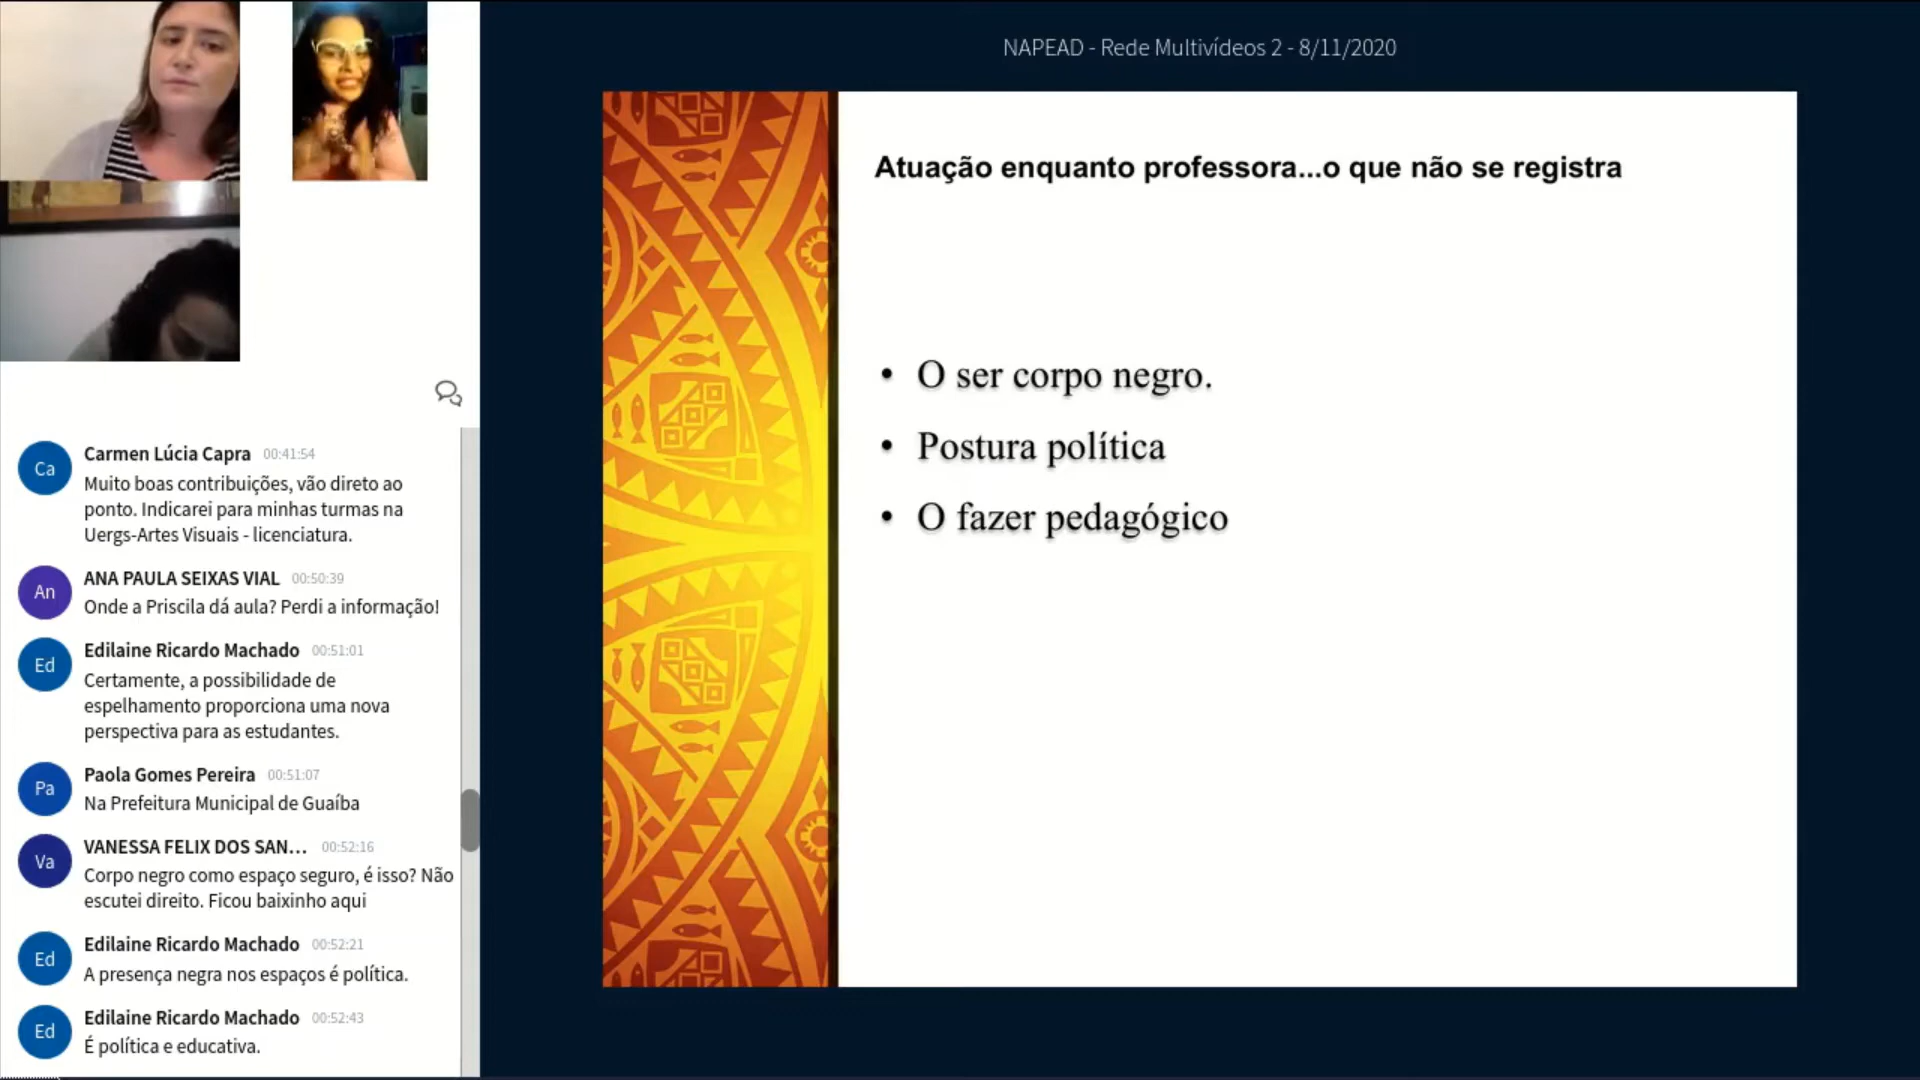 NAPEAD - Rede Multivídeos 2 - 8/11/2020
Atuação enquanto professora...o que não se registra
• O ser corpo negro.
• Postura política
• O fazer pedagógico
Ca
Carmen Lúcia Capra 00:41:54
Muito boas contribuições, vão direto ao
ponto. Indicarei para minhas turmas na
Uergs-Artes Visuais - licenciatura.
An
ANA PAULA SEIXAS VIAL 00:50:39
Onde a Priscila dá aula? Perdi a informação!
Ed
Edilaine Ricardo Machado 00:51:01
Certamente, a possibilidade de
espelhamento proporciona uma nova
perspectiva para as estudantes.
Pa
Paola Gomes Pereira 00:51:07
Na Prefeitura Municipal de Guaíba
Va
VANESSA FELIX DOS SAN... 00:52:16
Corpo negro como espaço seguro, é isso? Não
escutei direito. Ficou baixinho aqui
Ed
Edilaine Ricardo Machado 00:52:21
A presença negra nos espaços é política.
Ed
Edilaine Ricardo Machado 00:52:43
É política e educativa.